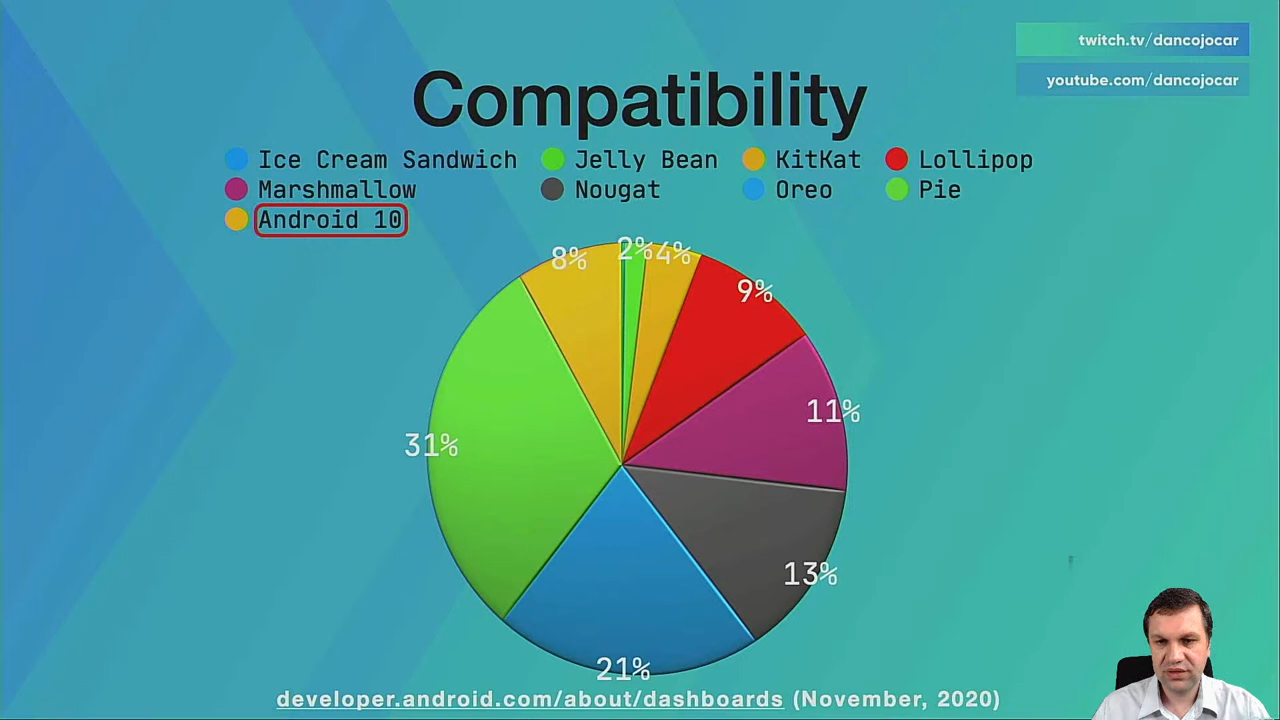 twitch.tv/dancojocar
youtube.com/dancojocar
Compatibility
Ice Cream Sandwich Jelly Bean KitKat Lollipop
Marshmallow Nougat Oreo Pie
Android 10
8% 2% 4%
9%
11%
31%
13%
21%
developer.android.com/about/dashboards (November, 2020)